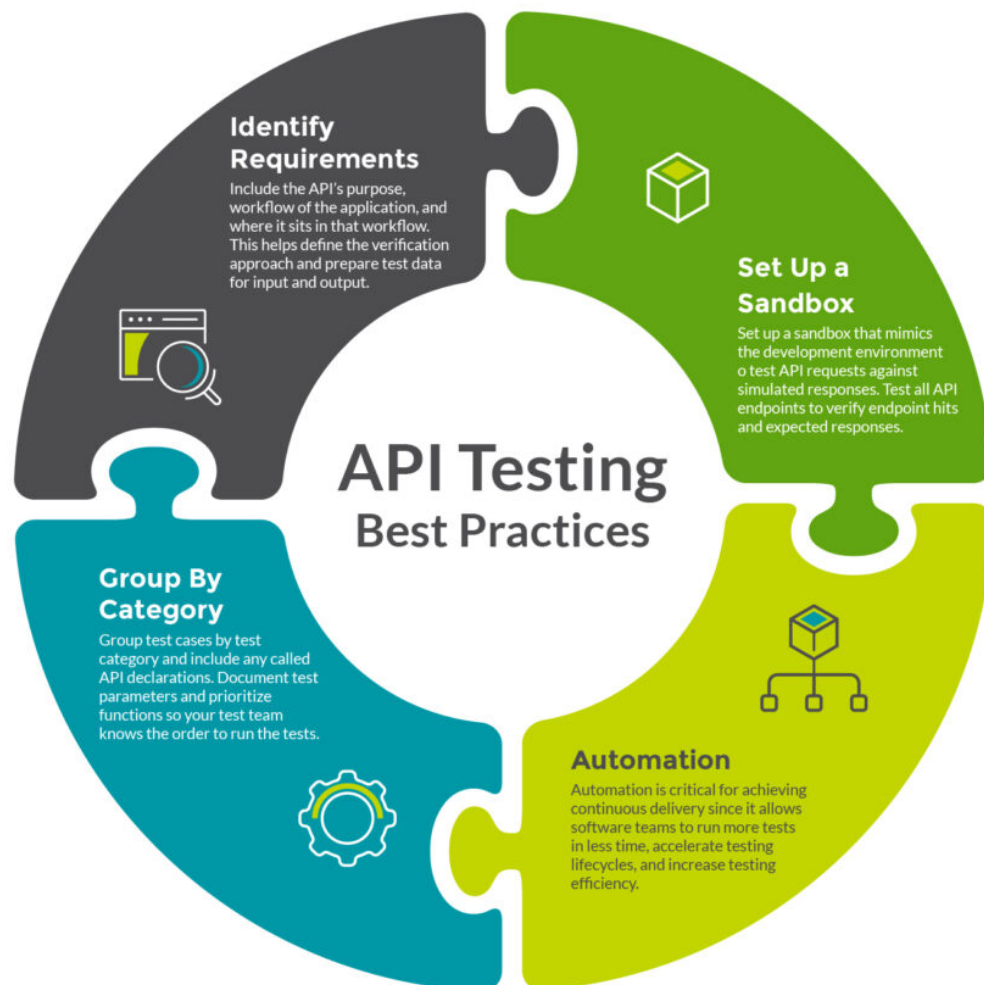 API Testing
Best Practices
Identify
Requirements
Include the API's purpose,
workflow of the application, and
where it sits in that workflow.
This helps define the verification
approach and prepare test data
for input and output.
Set Up a
Sandbox
Set up a sandbox that mimics
the development environment
o test API requests against
simulated responses. Test all API
endpoints to verify endpoint hits
and expected responses.
Automation
Automation is critical for achieving
continuous delivery since it allows
software teams to run more tests
in less time, accelerate testing
lifecycles, and increase testing
efficiency.
Group By
Category
Group test cases by test
category and include any called
API declarations. Document test
parameters and prioritize
functions so your test team
knows the order to run the tests.